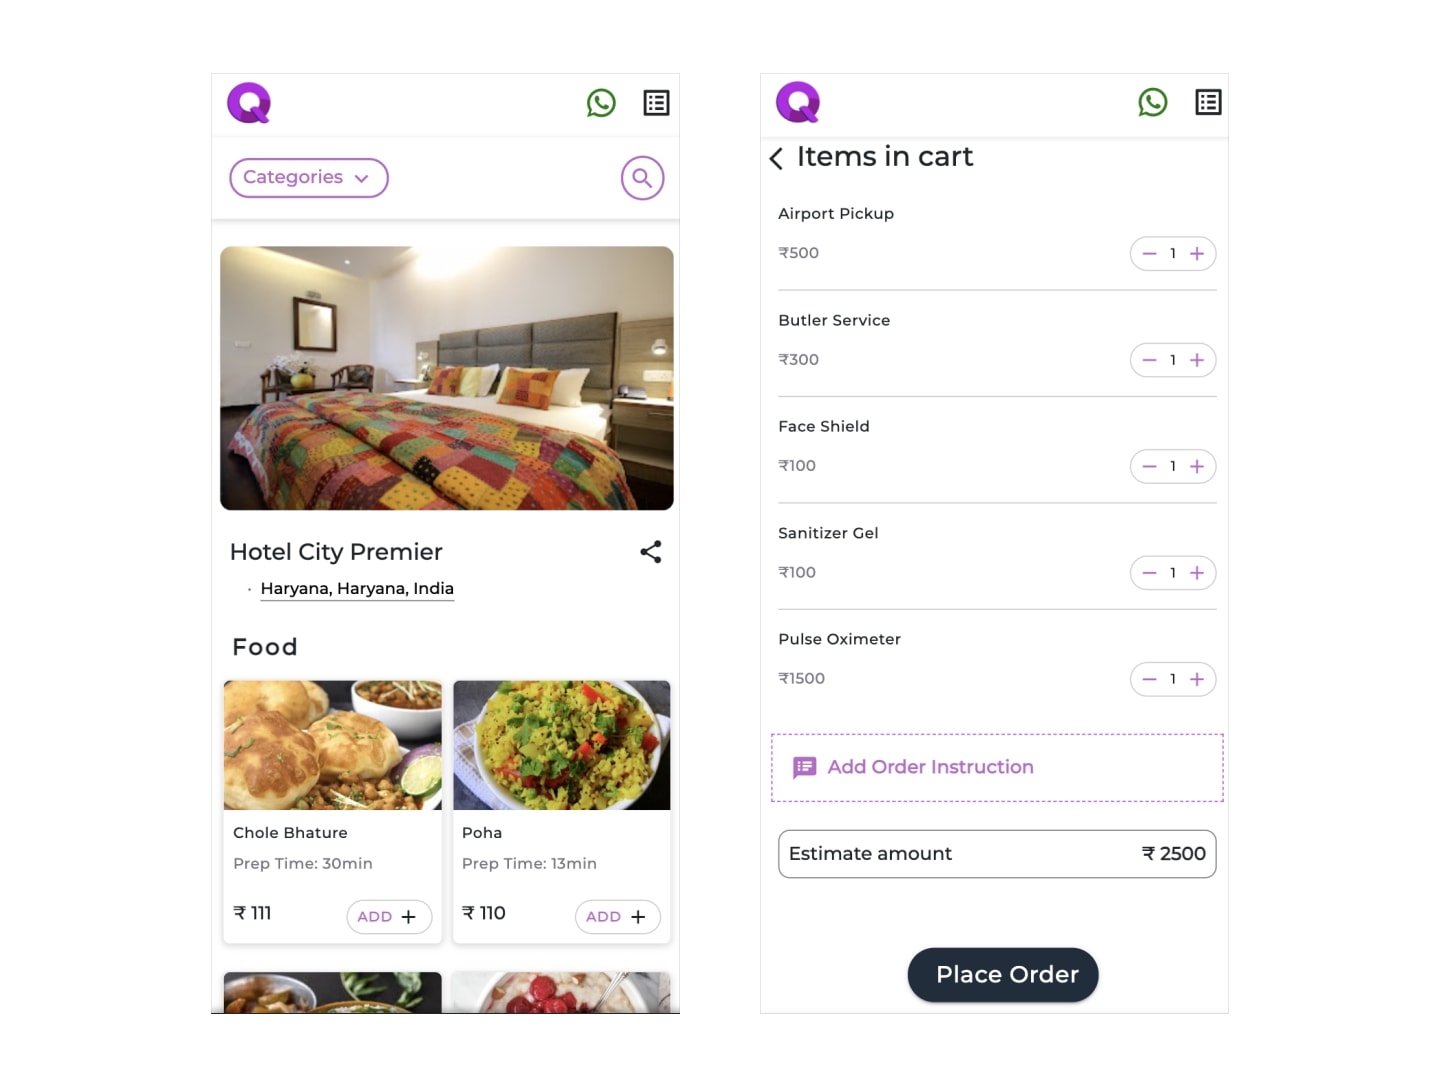 Categories
Hotel City Premier
Haryana, Haryana, India
Food
Chole Bhature
Prep Time: 30min
₹ 111
ADD +
Poha
Prep Time: 13min
₹ 110
ADD +
Items in cart
Airport Pickup
₹500
− 1 +
Butler Service
₹300
− 1 +
Face Shield
₹100
− 1 +
Sanitizer Gel
₹100
− 1 +
Pulse Oximeter
₹1500
− 1 +
Add Order Instruction
Estimate amount ₹ 2500
Place Order